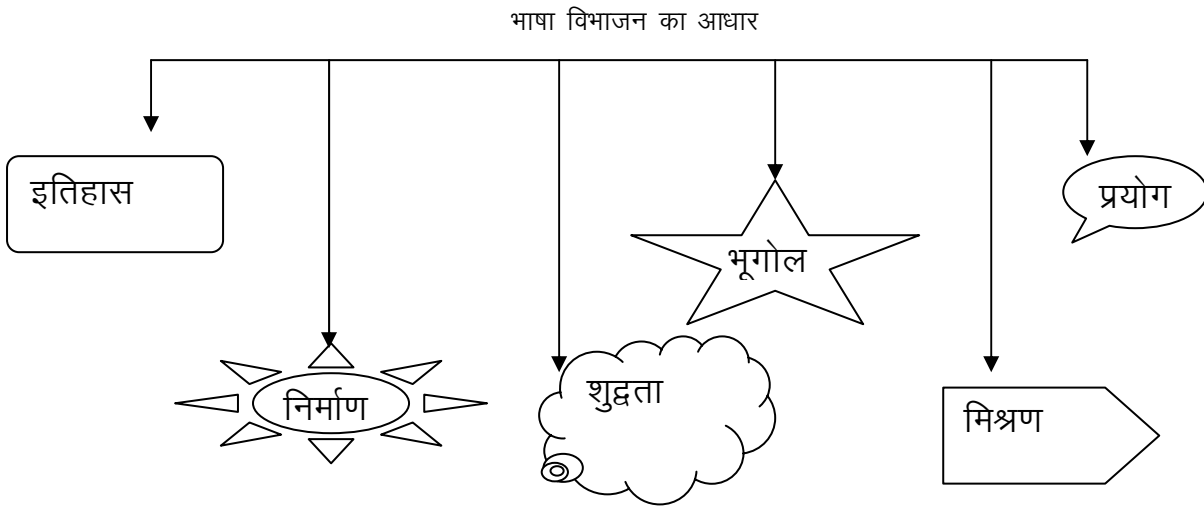 भाषा विभाजन का आधार
इतिहास
निर्माण
शुद्वता
भूगोल
मिश्रण
प्रयोग